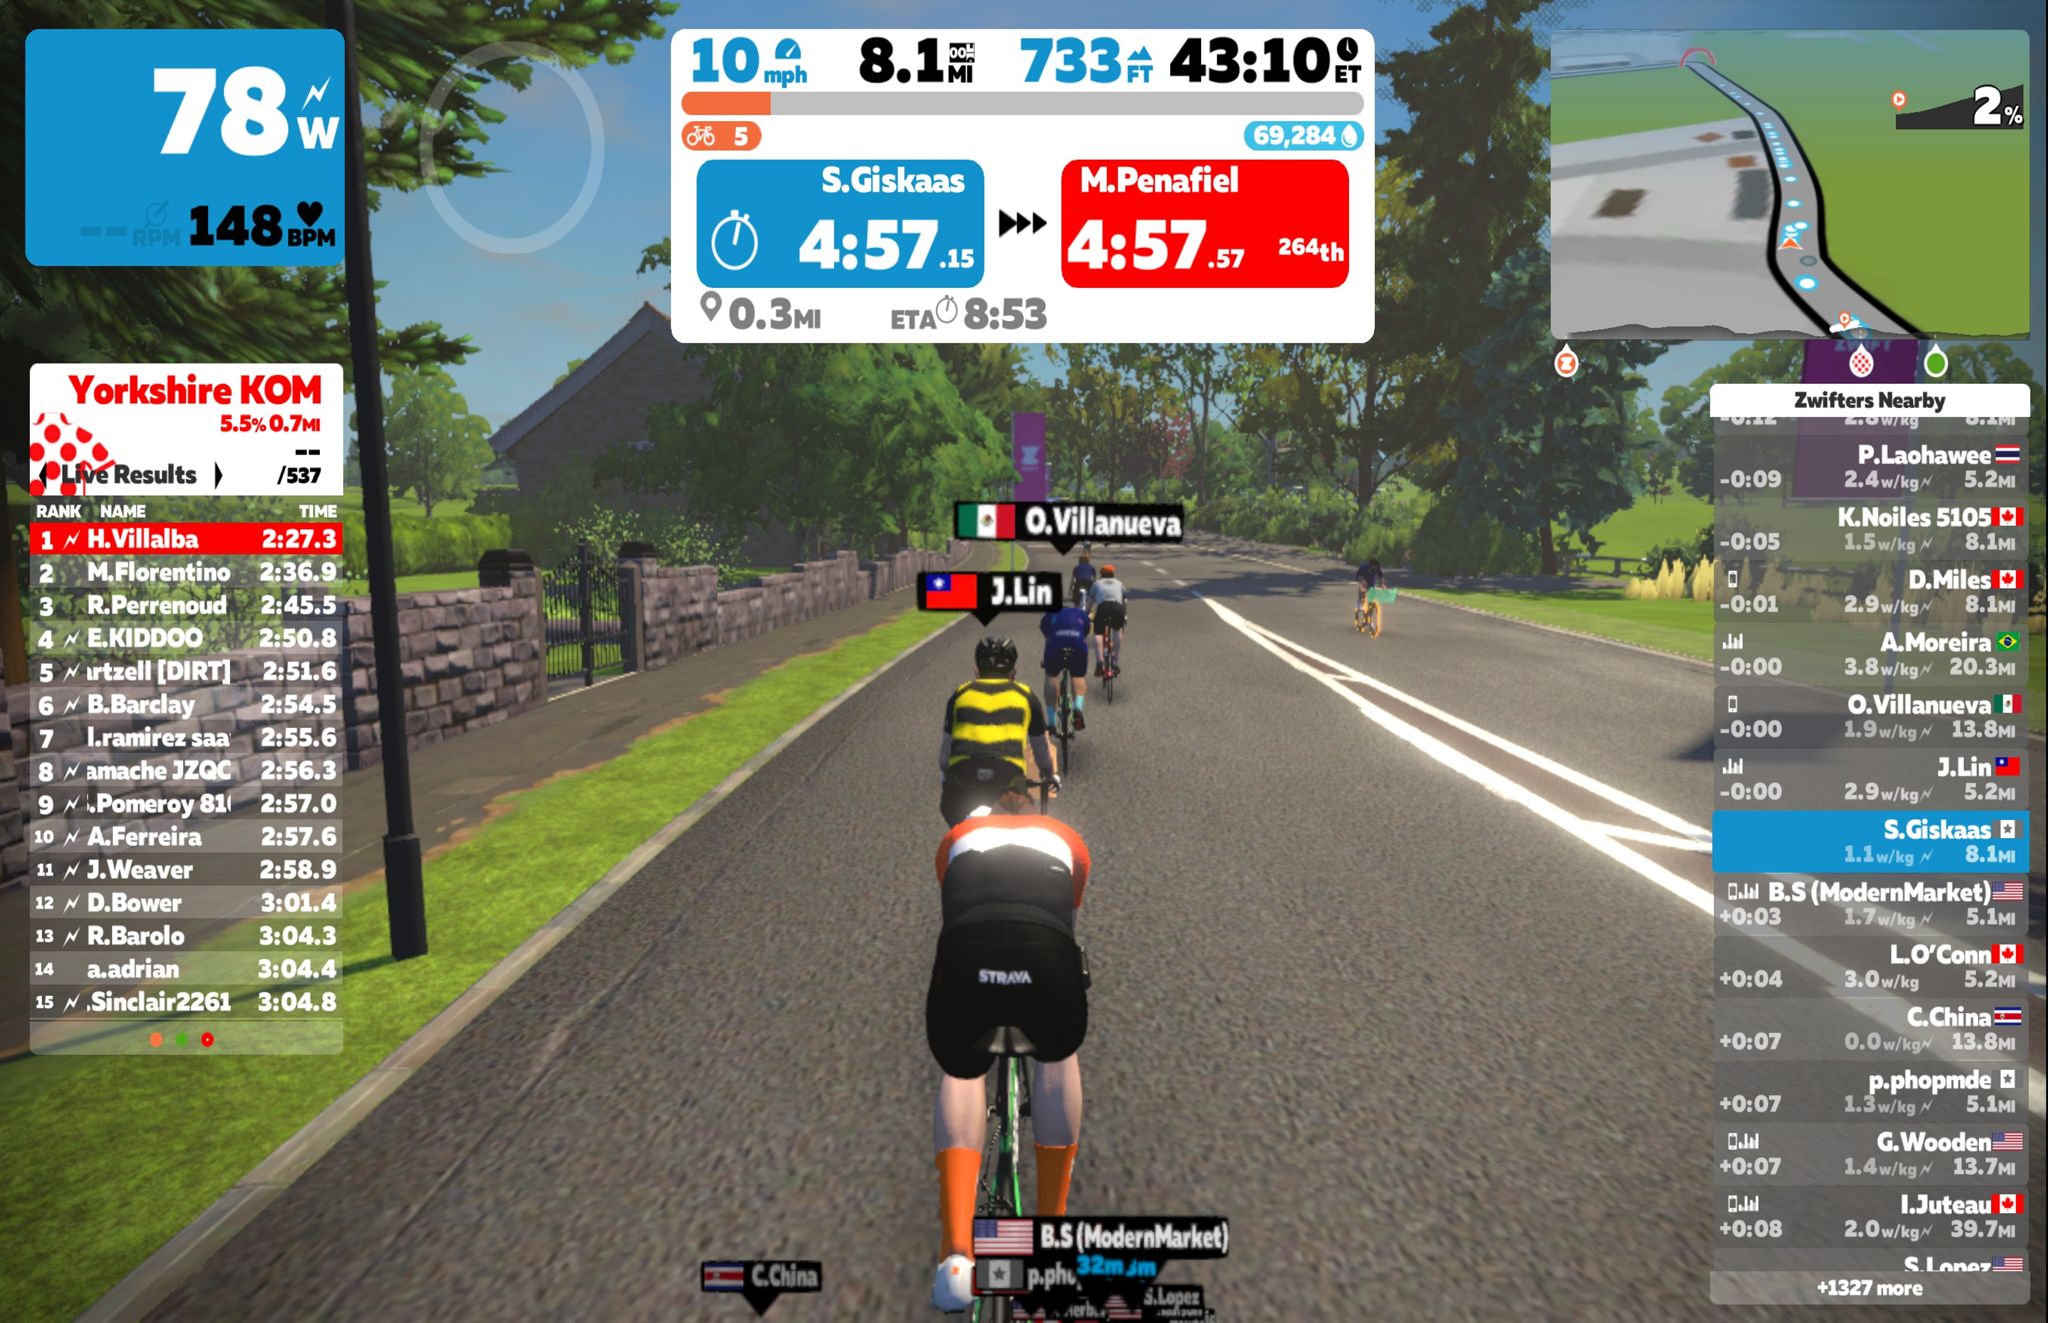 78 W
-- RPM 148 BPM
10 mph 8.1 MI 733 FT 43:10 ET
5
69,284
S.Giskaas
4:57.15
M.Penafiel
4:57.57 264th
0.3MI ETA 8:53
2%
Z
Yorkshire KOM
5.5% 0.7MI
--
Live Results /537
RANK NAME TIME
1 H.Villalba 2:27.3
2 M.Florentino 2:36.9
3 R.Perrenoud 2:45.5
4 E.KIDDOO 2:50.8
5 artzell [DIRT] 2:51.6
6 B.Barclay 2:54.5
7 l.ramirez saa 2:55.6
8 amache JZQC 2:56.3
9 .Pomeroy 2:57.0
10 A.Ferreira 2:57.6
11 J.Weaver 2:58.9
12 D.Bower 3:01.4
13 R.Barolo 3:04.3
14 a.adrian 3:04.4
15 .Sinclair2261 3:04.8
ZWIFT
O.Villanueva
J.Lin
STRAVA
B.S (ModernMarket)
C.China
p.pho
32m
S.Lopez
Zwifters Nearby
-0:12 2.8w/kg 8.1MI
P.Laohawee
-0:09 2.4w/kg 5.2MI
K.Noiles 5105
-0:05 1.5w/kg 8.1MI
D.Miles
-0:01 2.9w/kg 8.1MI
A.Moreira
-0:00 3.8w/kg 20.3MI
O.Villanueva
-0:00 1.9w/kg 13.8MI
J.Lin
-0:00 2.9w/kg 5.2MI
S.Giskaas
1.1w/kg 8.1MI
B.S (ModernMarket)
+0:03 1.7w/kg 5.1MI
L.O'Conn
+0:04 3.0w/kg 5.2MI
C.China
+0:07 0.0w/kg 13.8MI
p.phopmde
+0:07 1.3w/kg 5.1MI
G.Wooden
+0:07 1.4w/kg 13.7MI
I.Juteau
+0:08 2.0w/kg 39.7MI
S.Lopez
+1327 more